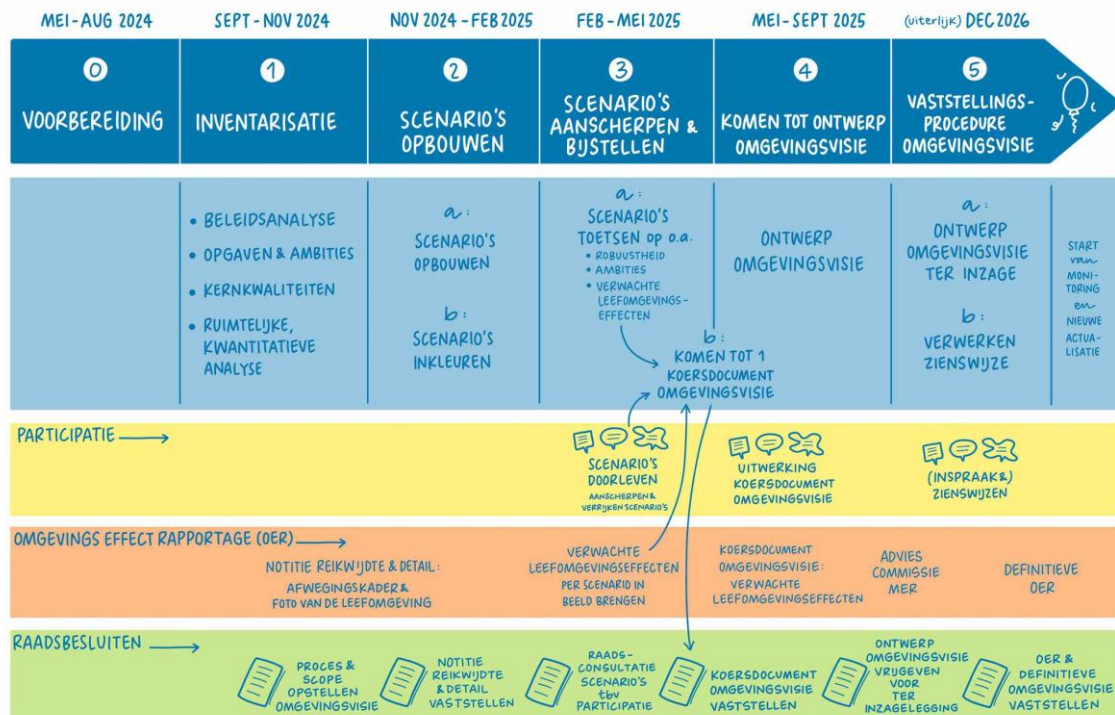 MEI-AUG 2024
SEPT-NOV 2024
NOV 2024-FEB 2025
FEB-MEI 2025
MEI-SEPT 2025
(uiterlijk) DEC 2026
0
VOORBEREIDING
1
INVENTARISATIE
2
SCENARIO'S
OPBOUWEN
3
SCENARIO'S
AANSCHERPEN &
BIJSTELLEN
4
KOMEN TOT ONTWERP
OMGEVINGSVISIE
5
VASTSTELLINGS-
PROCEDURE
OMGEVINGSVISIE
• BELEIDSANALYSE
• OPGAVEN & AMBITIES
• KERNKWALITEITEN
• RUIMTELIJKE,
KWANTITATIEVE
ANALYSE
a:
SCENARIO'S
OPBOUWEN
b:
SCENARIO'S
INKLEUREN
a:
SCENARIO'S
TOETSEN op o.a.
• ROBUUSTHEID
• AMBITIES
• VERWACHTE
LEEFOMGEVINGS-
EFFECTEN
b:
KOMEN TOT 1
KOERSDOCUMENT
OMGEVINGSVISIE
ONTWERP
OMGEVINGSVISIE
a:
ONTWERP
OMGEVINGSVISIE
TER INZAGE
b:
VERWERKEN
ZIENSWIJZE
START
van
MONI-
TORING
en
NIEUWE
ACTUA-
LISATIE
PARTICIPATIE
SCENARIO'S
DOORLEVEN
AANSCHERPEN &
VERRIJKEN SCENARIO'S
UITWERKING
KOERSDOCUMENT
OMGEVINGSVISIE
(INSPRAAK &)
ZIENSWIJZEN
OMGEVINGS EFFECT RAPPORTAGE (OER)
NOTITIE REIKWIJDTE & DETAIL:
AFWEGINGSKADER &
FOTO VAN DE LEEFOMGEVING
VERWACHTE
LEEFOMGEVINGSEFFECTEN
PER SCENARIO IN
BEELD BRENGEN
KOERSDOCUMENT
OMGEVINGSVISIE:
VERWACHTE
LEEFOMGEVINGSEFFECTEN
ADVIES
COMMISSIE
MER
DEFINITIEVE
OER
RAADSBESLUITEN
PROCES &
SCOPE
OPSTELLEN
OMGEVINGSVISIE
NOTITIE
REIKWIJDTE
& DETAIL
VASTSTELLEN
RAADS-
CONSULTATIE
SCENARIO'S
tbv
PARTICIPATIE
KOERSDOCUMENT
OMGEVINGSVISIE
VASTSTELLEN
ONTWERP
OMGEVINGSVISIE
VRIJGEVEN
VOOR
TER
INZAGELEGGING
OER &
DEFINITIEVE
OMGEVINGSVISIE
VASTSTELLEN